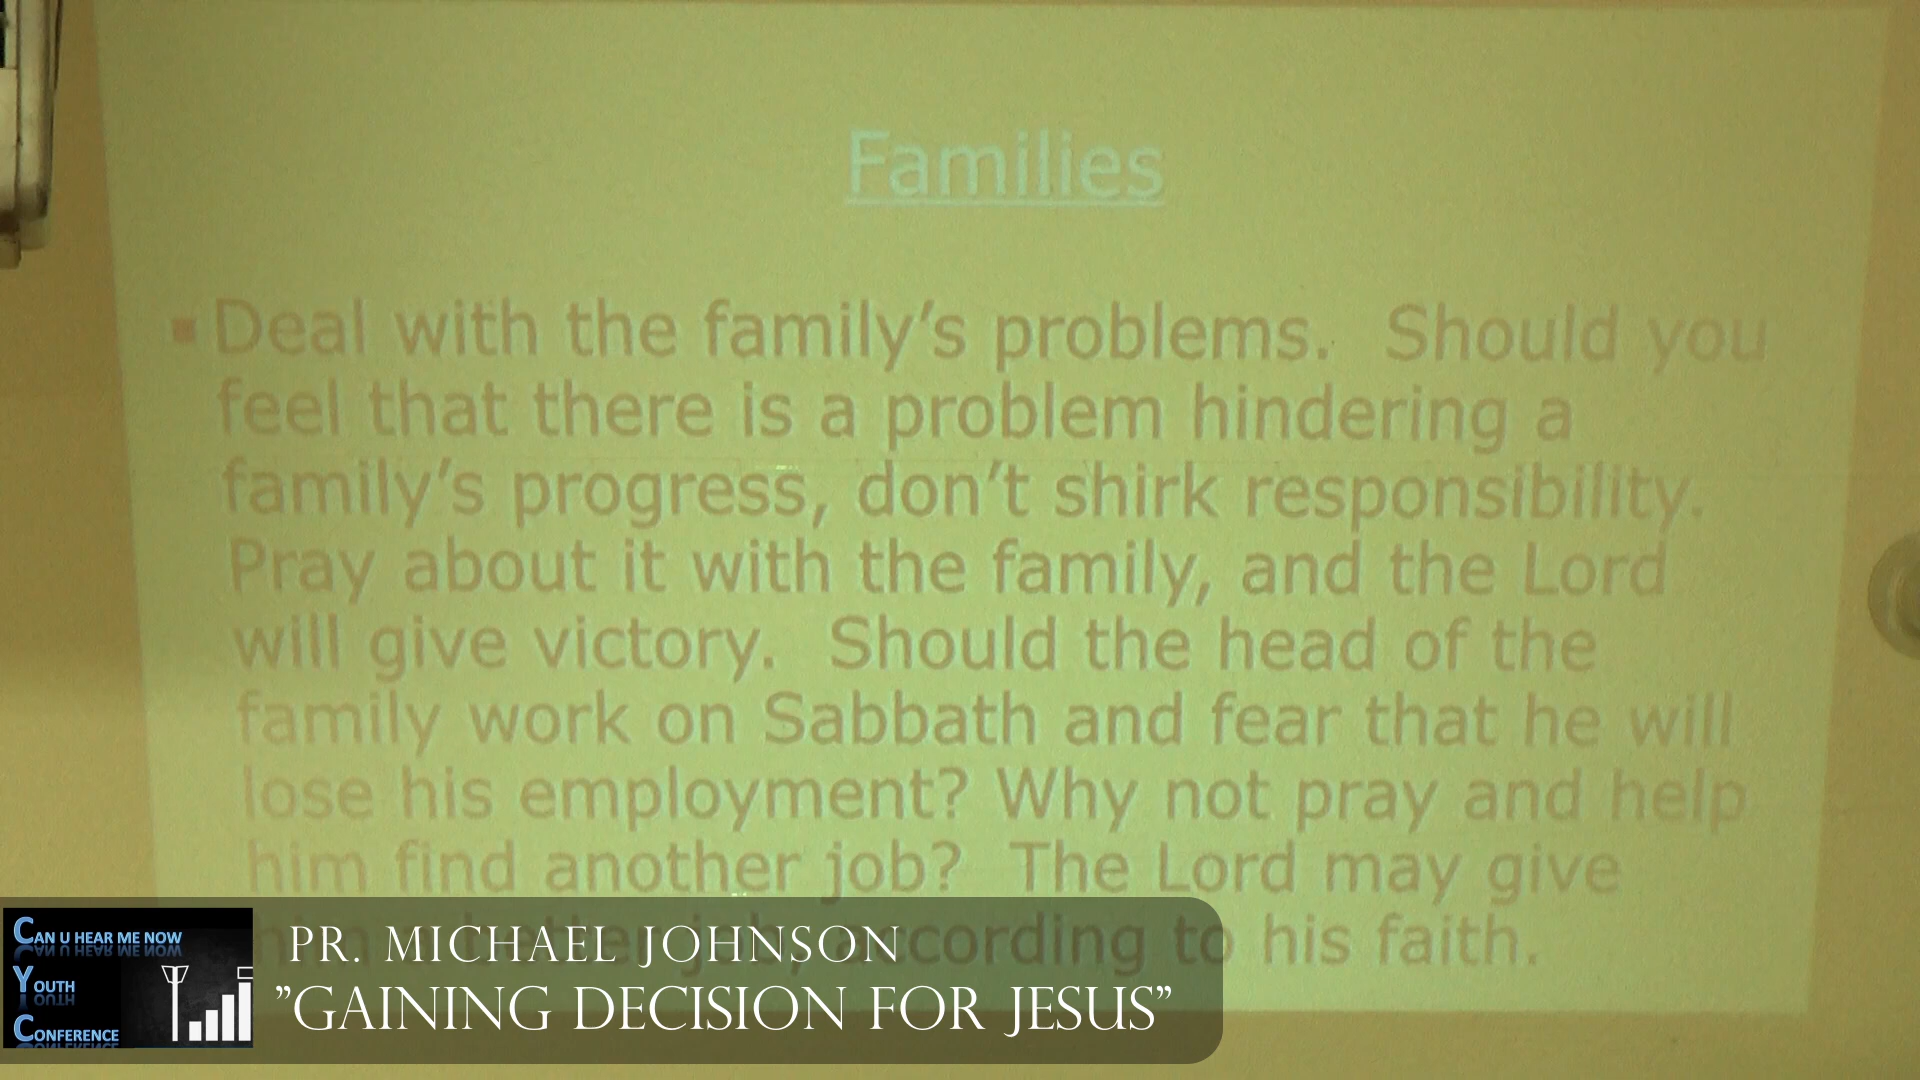 Families
▪ Deal with the family's problems. Should you
feel that there is a problem hindering a
family's progress, don't shirk responsibility.
Pray about it with the family, and the Lord
will give victory. Should the head of the
family work on Sabbath and fear that he will
lose his employment? Why not pray and help
him find another job? The Lord may give
him a better job, according to his faith.
CAN U HEAR ME NOW
YOUTH
CONFERENCE
PR. MICHAEL JOHNSON
"GAINING DECISION FOR JESUS"